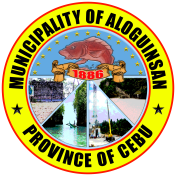 MUNICIPALITY OF ALOGUINSAN
1886
PROVINCE OF CEBU